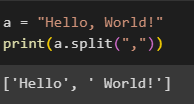 a = "Hello, World!"
print(a.split(","))
['Hello', ' World!']